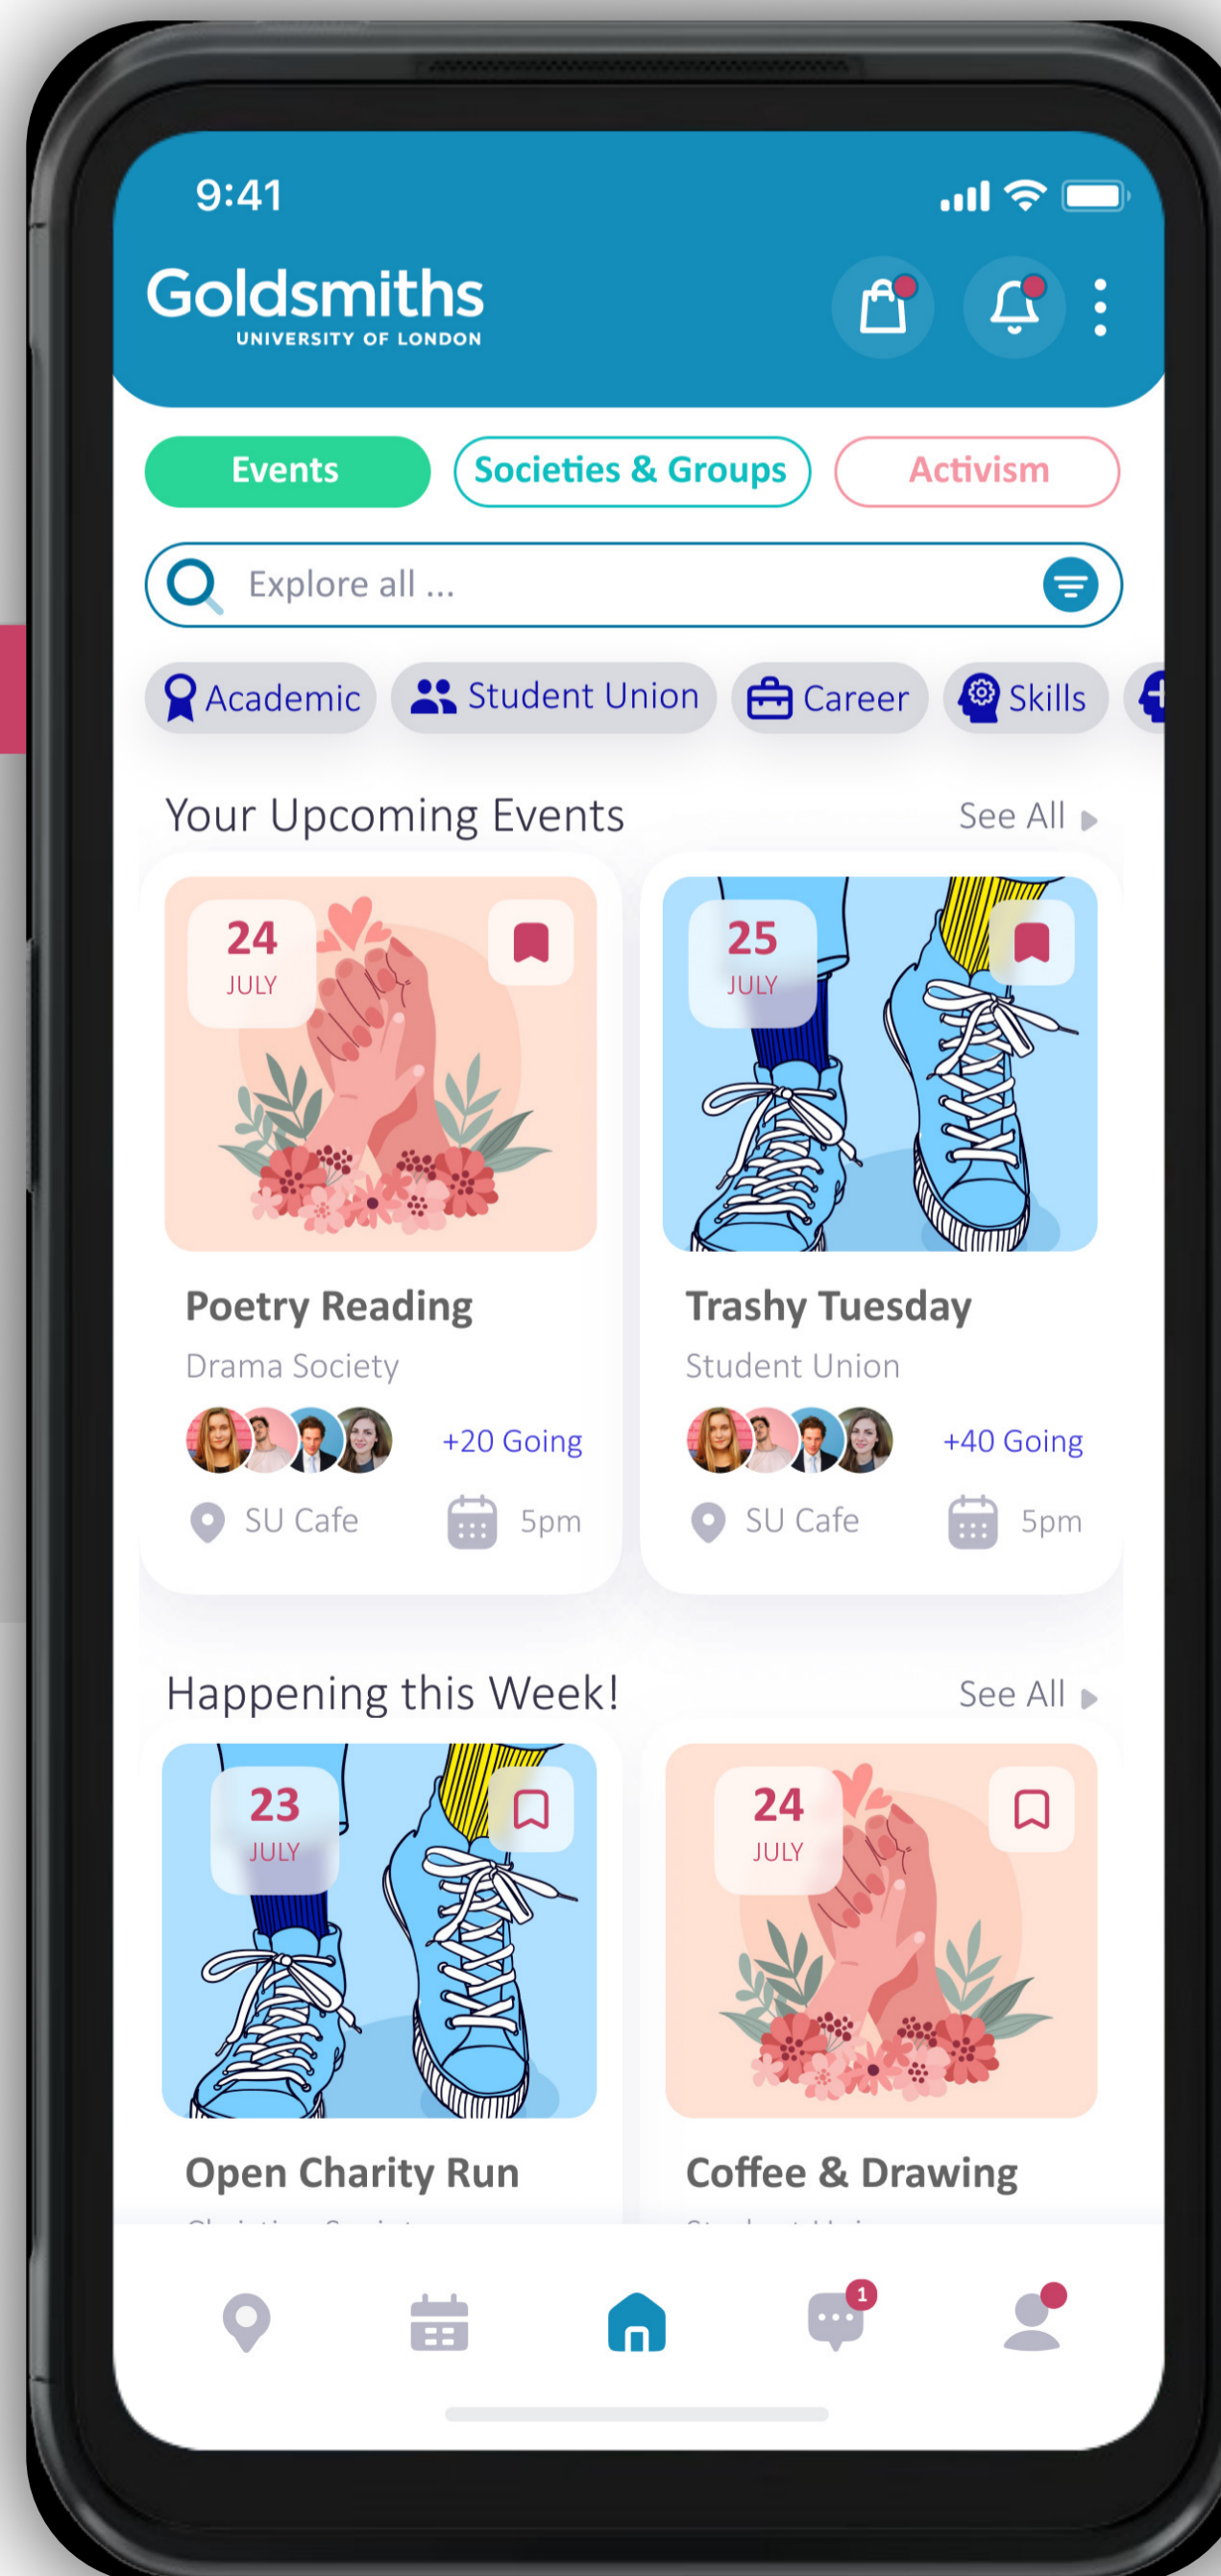 9:41
Goldsmiths
UNIVERSITY OF LONDON
Events Societies & Groups Activism
Explore all ...
Academic Student Union Career Skills
Your Upcoming Events See All
24 25
JULY JULY
Poetry Reading Trashy Tuesday
Drama Society Student Union
+20 Going +40 Going
SU Cafe 5pm SU Cafe 5pm
Happening this Week! See All
23 24
JULY JULY
Open Charity Run Coffee & Drawing
1